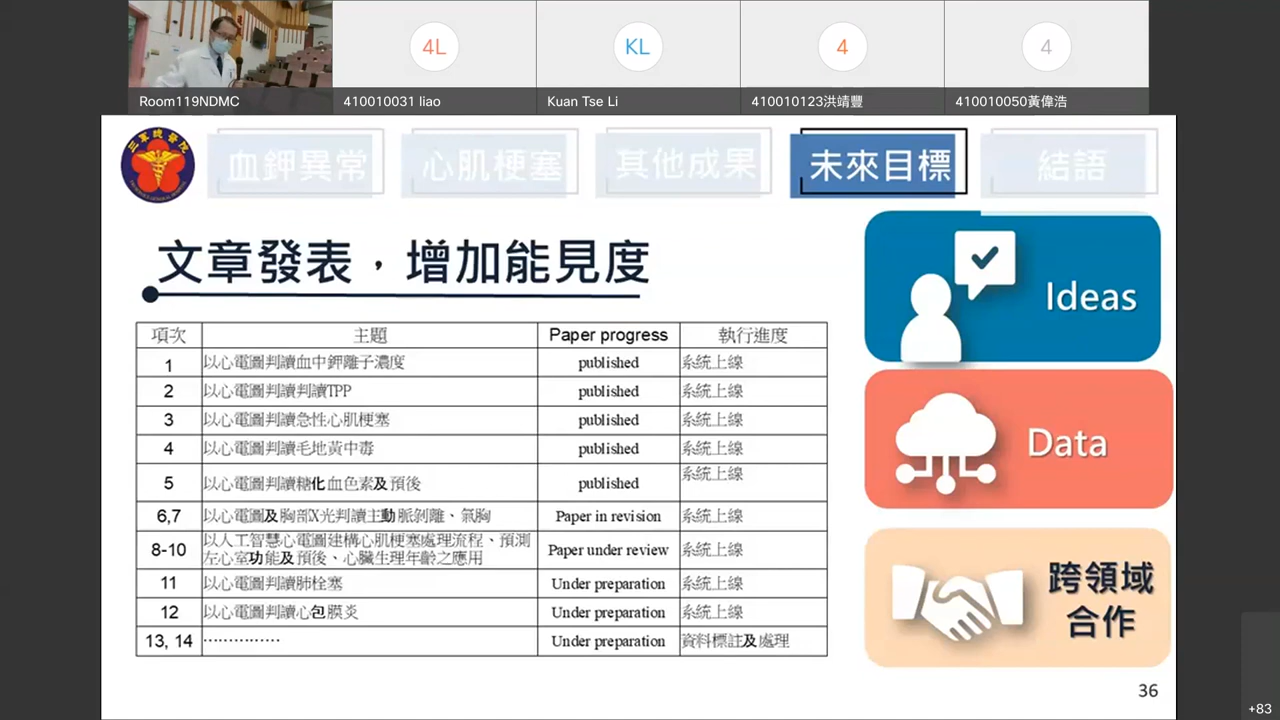 4L
KL
4
4
Room119NDMC
410010031 liao
Kuan Tse Li
410010123洪靖豐
410010050黃偉浩
三軍總醫院
血鉀異常
心肌梗塞
其他成果
未來目標
結語
文章發表，增加能見度
項次 主題 Paper progress 執行進度
1 以心電圖判讀血中鉀離子濃度 published 系統上線
2 以心電圖判讀判讀TPP published 系統上線
3 以心電圖判讀急性心肌梗塞 published 系統上線
4 以心電圖判讀毛地黃中毒 published 系統上線
5 以心電圖判讀糖化血色素及預後 published 系統上線
6,7 以心電圖及胸部X光判讀主動脈剝離、氣胸 Paper in revision 系統上線
8-10 以人工智慧心電圖建構心肌梗塞處理流程、預測
左心室功能及預後、心臟生理年齡之應用 Paper under review 系統上線
11 以心電圖判讀肺栓塞 Under preparation 系統上線
12 以心電圖判讀心包膜炎 Under preparation 系統上線
13, 14 ·············· Under preparation 資料標註及處理
Ideas
Data
跨領域
合作
36
+83